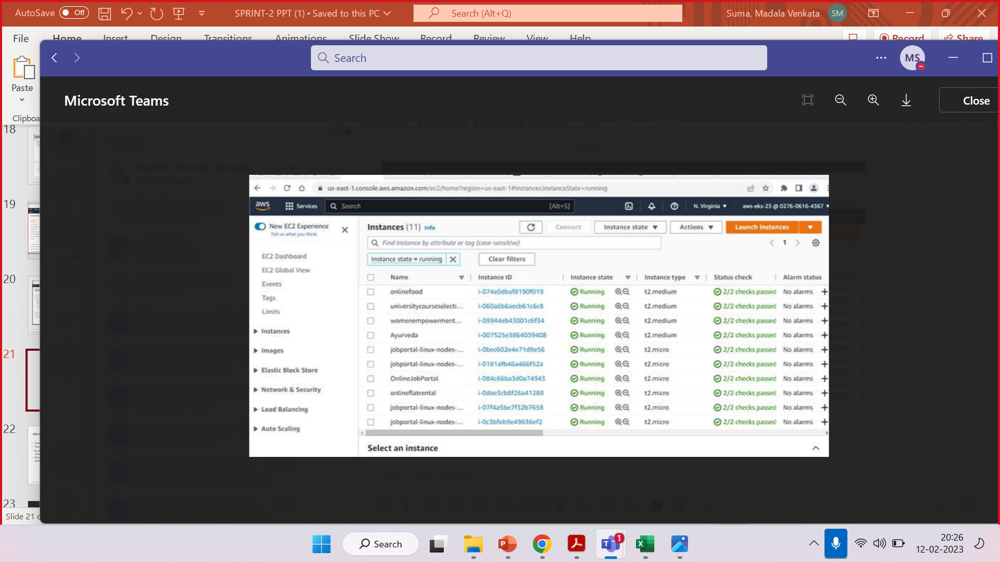 AutoSave Off SPRINT-2 PPT (1) • Saved to this PC Search (Alt+Q) Suma, Madala Venkata SM
File Home Insert Design Transitions Animations Slide Show Record Review View Help Record Share
Search MS
Paste
Microsoft Teams Close
Clipboa
18
19
20
21
22
23
Slide 21
us-east-1.console.aws.amazon.com/ec2/home?region=us-east-1#Instances:instanceState=running
aws Services Search [Alt+S] N. Virginia aws-eks-23 @ 0276-0616-4367
New EC2 Experience
Tell us what you think
EC2 Dashboard
EC2 Global View
Events
Tags
Limits
Instances
Images
Elastic Block Store
Network & Security
Load Balancing
Auto Scaling
Instances (11) Info Connect Instance state Actions Launch instances
Find instance by attribute or tag (case-sensitive) 1
Instance state = running Clear filters
Name Instance ID Instance state Instance type Status check Alarm status
onlinefood i-074e0dbaf8190f019 Running t2.medium 2/2 checks passed No alarms
universitycourseselecti... i-060a6b6aecb61c6c8 Running t2.medium 2/2 checks passed No alarms
womenempowerment... i-09944eb43001c6f34 Running t2.medium 2/2 checks passed No alarms
Ayurveda i-007525e3864039408 Running t2.medium 2/2 checks passed No alarms
jobportal-linux-nodes-... i-0bec602e4e71d9e56 Running t2.micro 2/2 checks passed No alarms
jobportal-linux-nodes-... i-0181afb46a466f52a Running t2.micro 2/2 checks passed No alarms
OnlineJobPortal i-084c66ba3d0a74943 Running t2.micro 2/2 checks passed No alarms
onlineflatrental i-0dae3cb8f26a41288 Running t2.micro 2/2 checks passed No alarms
jobportal-linux-nodes-... i-07f4a5be7f32b7658 Running t2.micro 2/2 checks passed No alarms
jobportal-linux-nodes-... i-0c3bfeb9e49636ef2 Running t2.micro 2/2 checks passed No alarms
Select an instance
Type a new message
Search 1 20:26
12-02-2023